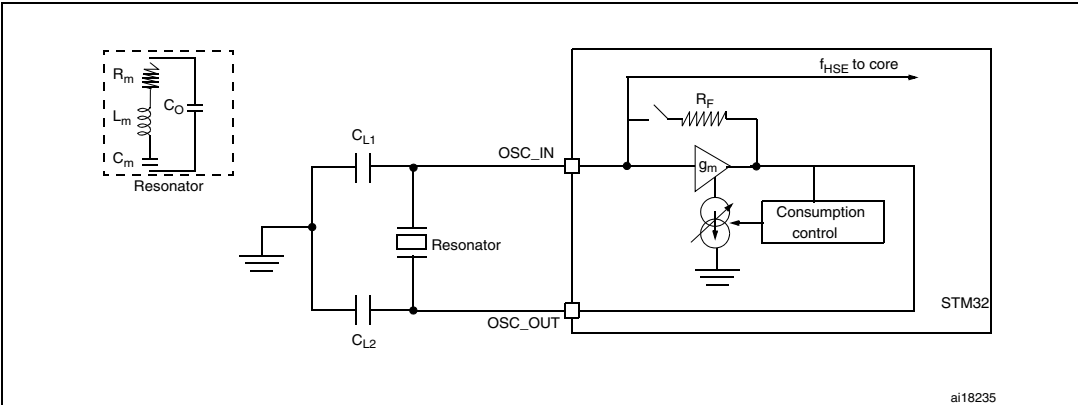 f_HSE to core
R_m
R_F
L_m
C_O
C_L1
C_m
OSC_IN
g_m
Resonator
Consumption
control
Resonator
STM32
OSC_OUT
C_L2
ai18235